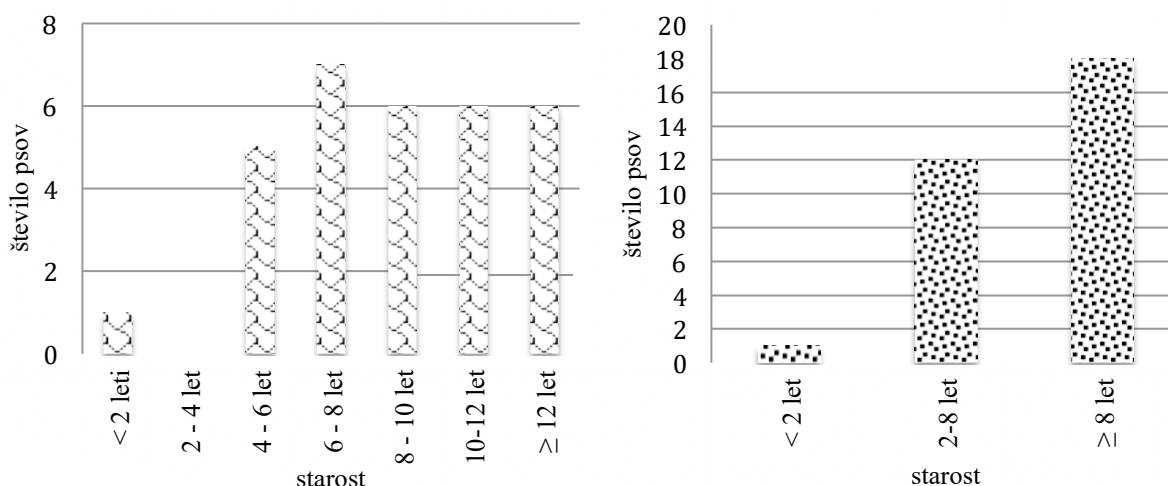 8
6
4
2
0
število psov
< 2 leti
2 - 4 let
4 - 6 let
6 - 8 let
8 - 10 let
10-12 let
≥ 12 let
starost
20
18
16
14
12
10
8
6
4
2
0
število psov
< 2 let
2-8 let
≥ 8 let
starost